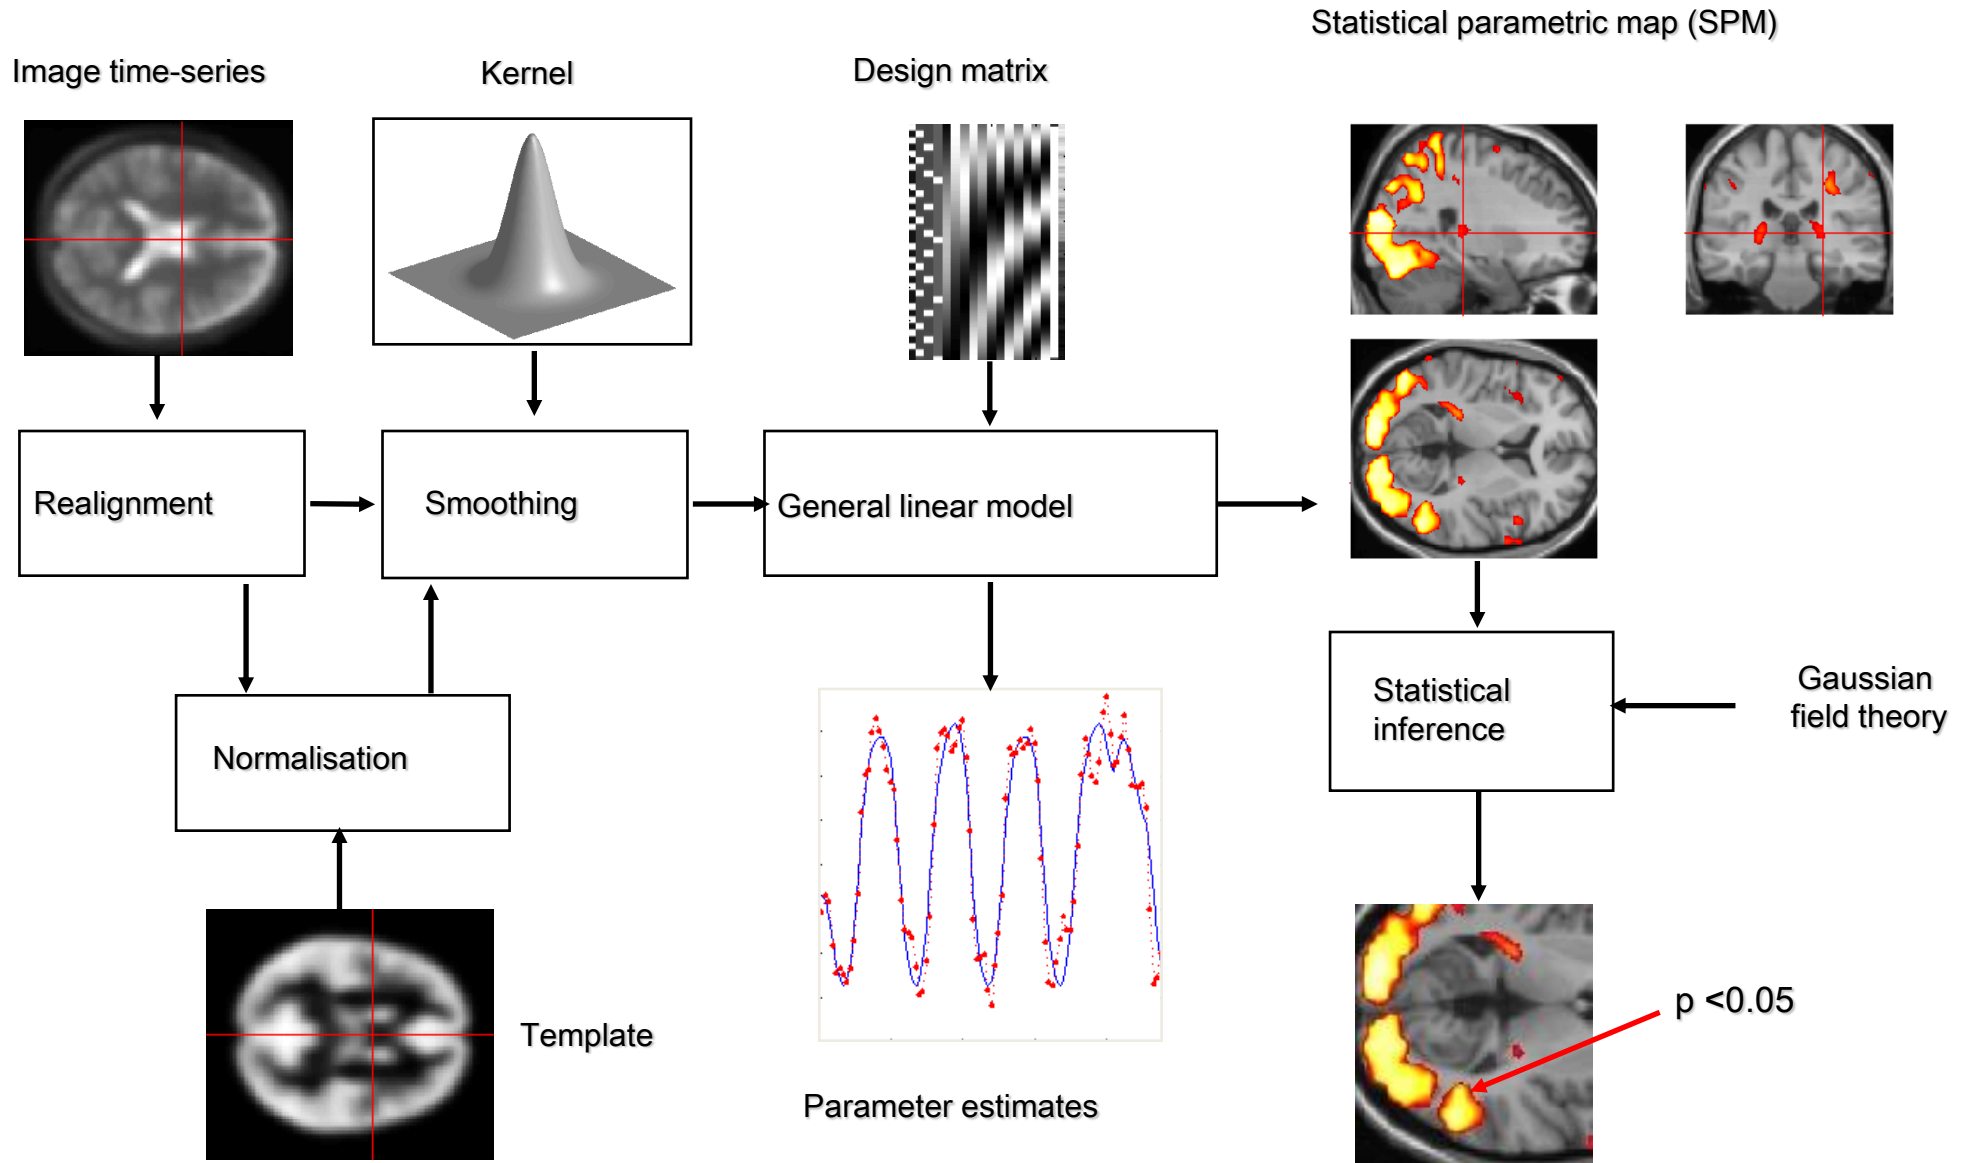 Statistical parametric map (SPM)
Image time-series
Kernel
Design matrix
Realignment
Smoothing
General linear model
Statistical
inference
Gaussian
field theory
Normalisation
Template
Parameter estimates
p <0.05